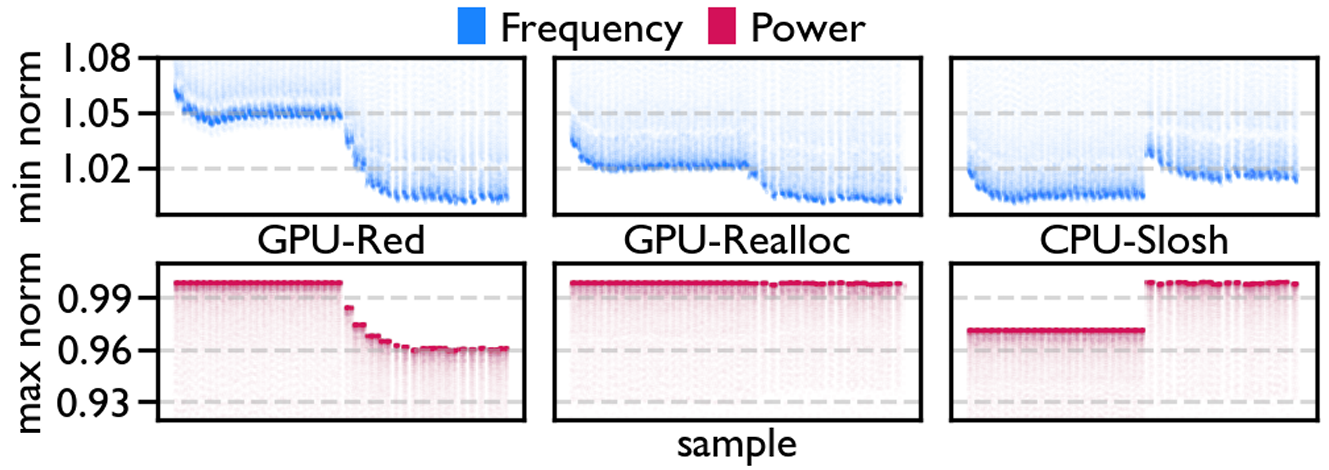 Frequency Power
min norm
1.08
1.05
1.02
GPU-Red GPU-Realloc CPU-Slosh
max norm
0.99
0.96
0.93
sample